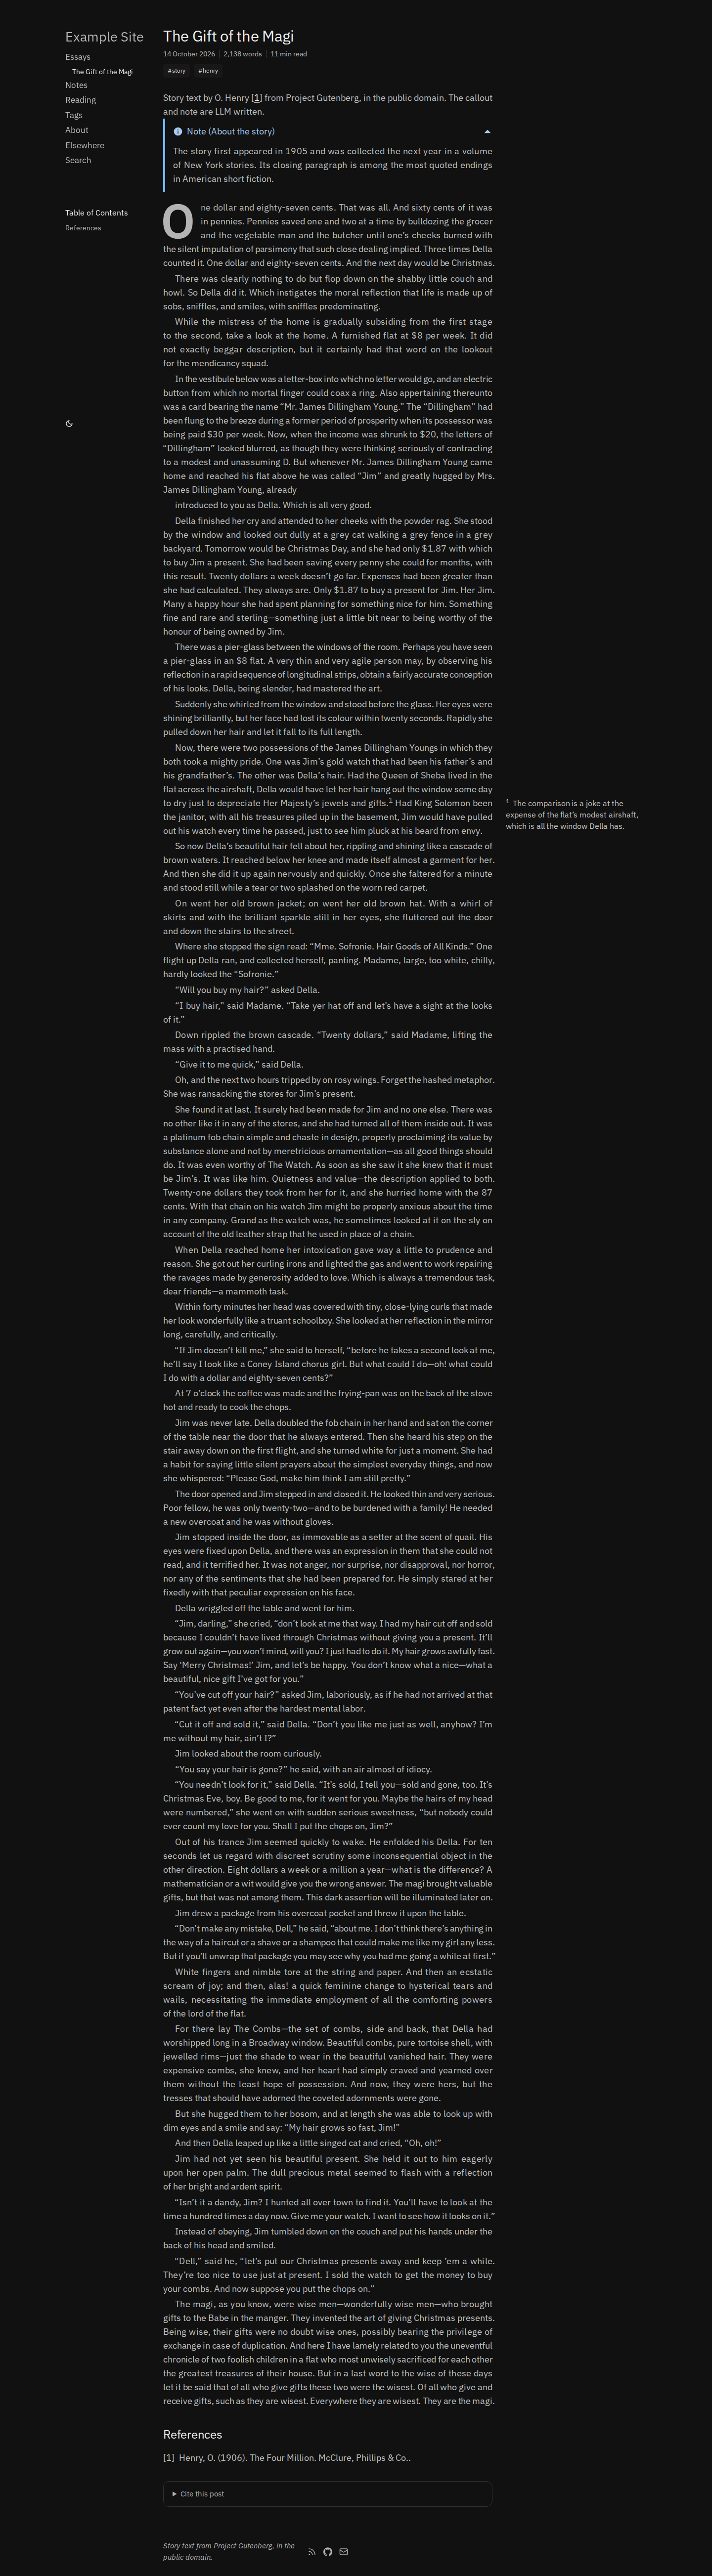 Example Site
Essays
The Gift of the Magi
Notes
Reading
Tags
About
Elsewhere
Search
Table of Contents
References
The Gift of the Magi
14 October 2026 | 2,138 words | 11 min read
#story #henry
Story text by O. Henry [1] from Project Gutenberg, in the public domain. The callout
and note are LLM written.
Note (About the story)
The story first appeared in 1905 and was collected the next year in a volume
of New York stories. Its closing paragraph is among the most quoted endings
in American short fiction.
One dollar and eighty-seven cents. That was all. And sixty cents of it was
in pennies. Pennies saved one and two at a time by bulldozing the grocer
and the vegetable man and the butcher until one’s cheeks burned with
the silent imputation of parsimony that such close dealing implied. Three times Della
counted it. One dollar and eighty-seven cents. And the next day would be Christmas.
There was clearly nothing to do but flop down on the shabby little couch and
howl. So Della did it. Which instigates the moral reflection that life is made up of
sobs, sniffles, and smiles, with sniffles predominating.
While the mistress of the home is gradually subsiding from the first stage
to the second, take a look at the home. A furnished flat at $8 per week. It did
not exactly beggar description, but it certainly had that word on the lookout
for the mendicancy squad.
In the vestibule below was a letter-box into which no letter would go, and an electric
button from which no mortal finger could coax a ring. Also appertaining thereunto
was a card bearing the name “Mr. James Dillingham Young.” The “Dillingham” had
been flung to the breeze during a former period of prosperity when its possessor was
being paid $30 per week. Now, when the income was shrunk to $20, the letters of
“Dillingham” looked blurred, as though they were thinking seriously of contracting
to a modest and unassuming D. But whenever Mr. James Dillingham Young came
home and reached his flat above he was called “Jim” and greatly hugged by Mrs.
James Dillingham Young, already
introduced to you as Della. Which is all very good.
Della finished her cry and attended to her cheeks with the powder rag. She stood
by the window and looked out dully at a grey cat walking a grey fence in a grey
backyard. Tomorrow would be Christmas Day, and she had only $1.87 with which
to buy Jim a present. She had been saving every penny she could for months, with
this result. Twenty dollars a week doesn’t go far. Expenses had been greater than
she had calculated. They always are. Only $1.87 to buy a present for Jim. Her Jim.
Many a happy hour she had spent planning for something nice for him. Something
fine and rare and sterling—something just a little bit near to being worthy of the
honour of being owned by Jim.
There was a pier-glass between the windows of the room. Perhaps you have seen
a pier-glass in an $8 flat. A very thin and very agile person may, by observing his
reflection in a rapid sequence of longitudinal strips, obtain a fairly accurate conception
of his looks. Della, being slender, had mastered the art.
Suddenly she whirled from the window and stood before the glass. Her eyes were
shining brilliantly, but her face had lost its colour within twenty seconds. Rapidly she
pulled down her hair and let it fall to its full length.
Now, there were two possessions of the James Dillingham Youngs in which they
both took a mighty pride. One was Jim’s gold watch that had been his father’s and
his grandfather’s. The other was Della’s hair. Had the Queen of Sheba lived in the
flat across the airshaft, Della would have let her hair hang out the window some day
to dry just to depreciate Her Majesty’s jewels and gifts.1 Had King Solomon been
the janitor, with all his treasures piled up in the basement, Jim would have pulled
out his watch every time he passed, just to see him pluck at his beard from envy.
1 The comparison is a joke at the
expense of the flat’s modest airshaft,
which is all the window Della has.
So now Della’s beautiful hair fell about her, rippling and shining like a cascade of
brown waters. It reached below her knee and made itself almost a garment for her.
And then she did it up again nervously and quickly. Once she faltered for a minute
and stood still while a tear or two splashed on the worn red carpet.
On went her old brown jacket; on went her old brown hat. With a whirl of
skirts and with the brilliant sparkle still in her eyes, she fluttered out the door
and down the stairs to the street.
Where she stopped the sign read: “Mme. Sofronie. Hair Goods of All Kinds.” One
flight up Della ran, and collected herself, panting. Madame, large, too white, chilly,
hardly looked the “Sofronie.”
“Will you buy my hair?” asked Della.
“I buy hair,” said Madame. “Take yer hat off and let’s have a sight at the looks
of it.”
Down rippled the brown cascade. “Twenty dollars,” said Madame, lifting the
mass with a practised hand.
“Give it to me quick,” said Della.
Oh, and the next two hours tripped by on rosy wings. Forget the hashed metaphor.
She was ransacking the stores for Jim’s present.
She found it at last. It surely had been made for Jim and no one else. There was
no other like it in any of the stores, and she had turned all of them inside out. It was
a platinum fob chain simple and chaste in design, properly proclaiming its value by
substance alone and not by meretricious ornamentation—as all good things should
do. It was even worthy of The Watch. As soon as she saw it she knew that it must
be Jim’s. It was like him. Quietness and value—the description applied to both.
Twenty-one dollars they took from her for it, and she hurried home with the 87
cents. With that chain on his watch Jim might be properly anxious about the time
in any company. Grand as the watch was, he sometimes looked at it on the sly on
account of the old leather strap that he used in place of a chain.
When Della reached home her intoxication gave way a little to prudence and
reason. She got out her curling irons and lighted the gas and went to work repairing
the ravages made by generosity added to love. Which is always a tremendous task,
dear friends—a mammoth task.
Within forty minutes her head was covered with tiny, close-lying curls that made
her look wonderfully like a truant schoolboy. She looked at her reflection in the mirror
long, carefully, and critically.
“If Jim doesn’t kill me,” she said to herself, “before he takes a second look at me,
he’ll say I look like a Coney Island chorus girl. But what could I do—oh! what could
I do with a dollar and eighty-seven cents?”
At 7 o’clock the coffee was made and the frying-pan was on the back of the stove
hot and ready to cook the chops.
Jim was never late. Della doubled the fob chain in her hand and sat on the corner
of the table near the door that he always entered. Then she heard his step on the
stair away down on the first flight, and she turned white for just a moment. She had
a habit for saying little silent prayers about the simplest everyday things, and now
she whispered: “Please God, make him think I am still pretty.”
The door opened and Jim stepped in and closed it. He looked thin and very serious.
Poor fellow, he was only twenty-two—and to be burdened with a family! He needed
a new overcoat and he was without gloves.
Jim stopped inside the door, as immovable as a setter at the scent of quail. His
eyes were fixed upon Della, and there was an expression in them that she could not
read, and it terrified her. It was not anger, nor surprise, nor disapproval, nor horror,
nor any of the sentiments that she had been prepared for. He simply stared at her
fixedly with that peculiar expression on his face.
Della wriggled off the table and went for him.
“Jim, darling,” she cried, “don’t look at me that way. I had my hair cut off and sold
because I couldn’t have lived through Christmas without giving you a present. It’ll
grow out again—you won’t mind, will you? I just had to do it. My hair grows awfully fast.
Say ‘Merry Christmas!’ Jim, and let’s be happy. You don’t know what a nice—what a
beautiful, nice gift I’ve got for you.”
“You’ve cut off your hair?” asked Jim, laboriously, as if he had not arrived at that
patent fact yet even after the hardest mental labor.
“Cut it off and sold it,” said Della. “Don’t you like me just as well, anyhow? I’m
me without my hair, ain’t I?”
Jim looked about the room curiously.
“You say your hair is gone?” he said, with an air almost of idiocy.
“You needn’t look for it,” said Della. “It’s sold, I tell you—sold and gone, too. It’s
Christmas Eve, boy. Be good to me, for it went for you. Maybe the hairs of my head
were numbered,” she went on with sudden serious sweetness, “but nobody could
ever count my love for you. Shall I put the chops on, Jim?”
Out of his trance Jim seemed quickly to wake. He enfolded his Della. For ten
seconds let us regard with discreet scrutiny some inconsequential object in the
other direction. Eight dollars a week or a million a year—what is the difference? A
mathematician or a wit would give you the wrong answer. The magi brought valuable
gifts, but that was not among them. This dark assertion will be illuminated later on.
Jim drew a package from his overcoat pocket and threw it upon the table.
“Don’t make any mistake, Dell,” he said, “about me. I don’t think there’s anything in
the way of a haircut or a shave or a shampoo that could make me like my girl any less.
But if you’ll unwrap that package you may see why you had me going a while at first.”
White fingers and nimble tore at the string and paper. And then an ecstatic
scream of joy; and then, alas! a quick feminine change to hysterical tears and
wails, necessitating the immediate employment of all the comforting powers
of the lord of the flat.
For there lay The Combs—the set of combs, side and back, that Della had
worshipped long in a Broadway window. Beautiful combs, pure tortoise shell, with
jewelled rims—just the shade to wear in the beautiful vanished hair. They were
expensive combs, she knew, and her heart had simply craved and yearned over
them without the least hope of possession. And now, they were hers, but the
tresses that should have adorned the coveted adornments were gone.
But she hugged them to her bosom, and at length she was able to look up with
dim eyes and a smile and say: “My hair grows so fast, Jim!”
And then Della leaped up like a little singed cat and cried, “Oh, oh!”
Jim had not yet seen his beautiful present. She held it out to him eagerly
upon her open palm. The dull precious metal seemed to flash with a reflection
of her bright and ardent spirit.
“Isn’t it a dandy, Jim? I hunted all over town to find it. You’ll have to look at the
time a hundred times a day now. Give me your watch. I want to see how it looks on it.”
Instead of obeying, Jim tumbled down on the couch and put his hands under the
back of his head and smiled.
“Dell,” said he, “let’s put our Christmas presents away and keep ’em a while.
They’re too nice to use just at present. I sold the watch to get the money to buy
your combs. And now suppose you put the chops on.”
The magi, as you know, were wise men—wonderfully wise men—who brought
gifts to the Babe in the manger. They invented the art of giving Christmas presents.
Being wise, their gifts were no doubt wise ones, possibly bearing the privilege of
exchange in case of duplication. And here I have lamely related to you the uneventful
chronicle of two foolish children in a flat who most unwisely sacrificed for each other
the greatest treasures of their house. But in a last word to the wise of these days
let it be said that of all who give gifts these two were the wisest. Of all who give and
receive gifts, such as they are wisest. Everywhere they are wisest. They are the magi.
References
[1] Henry, O. (1906). The Four Million. McClure, Phillips & Co..
Cite this post
Story text from Project Gutenberg, in the
public domain.